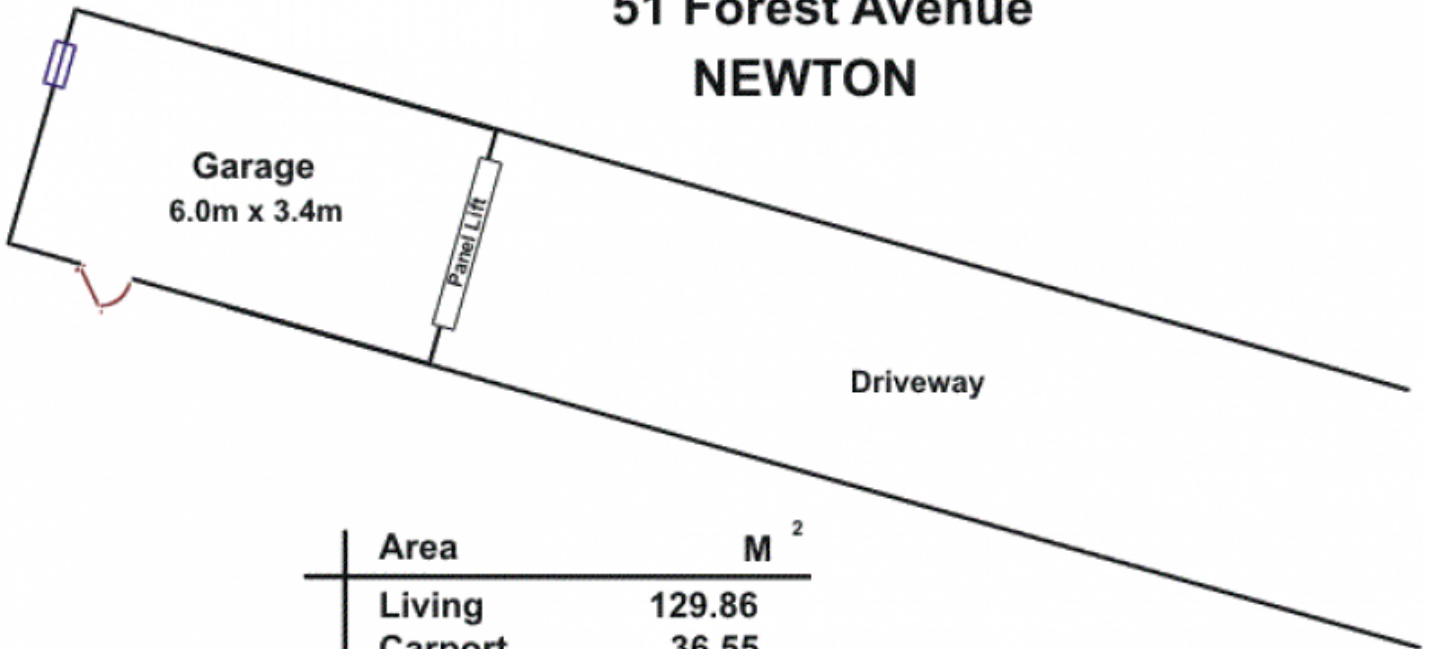 51 Forest Avenue
NEWTON
Garage
6.0m x 3.4m
Panel Lift
Driveway
Area M 2
Living 129.86
Carport 36.55